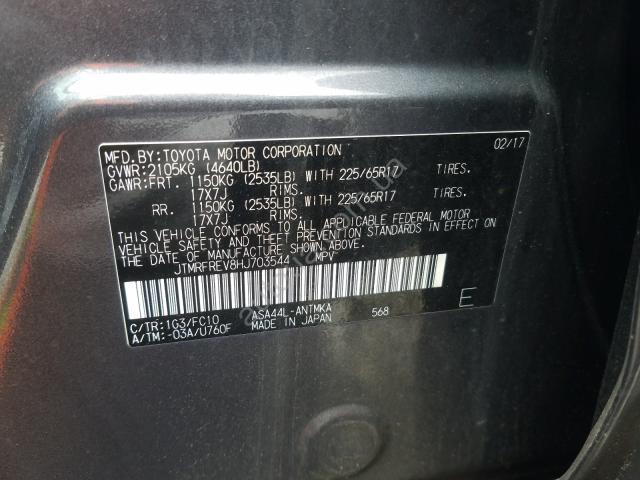 MFD.BY:TOYOTA MOTOR CORPORATION 02/17
GVWR:2105KG (4640LB)
GAWR:FRT. 1150KG (2535LB) WITH 225/65R17 TIRES.
17X7J RIMS.
RR. 1150KG (2535LB) WITH 225/65R17 TIRES.
17X7J RIMS.
THIS VEHICLE CONFORMS TO ALL APPLICABLE FEDERAL MOTOR
VEHICLE SAFETY AND THEFT PREVENTION STANDARDS IN EFFECT ON
THE DATE OF MANUFACTURE SHOWN ABOVE.
JTMRFREV8HJ703544 MPV
C/TR:1G3/FC10 ASA44L-ANTMKA 568 E
A/TM:-03A/U760F MADE IN JAPAN